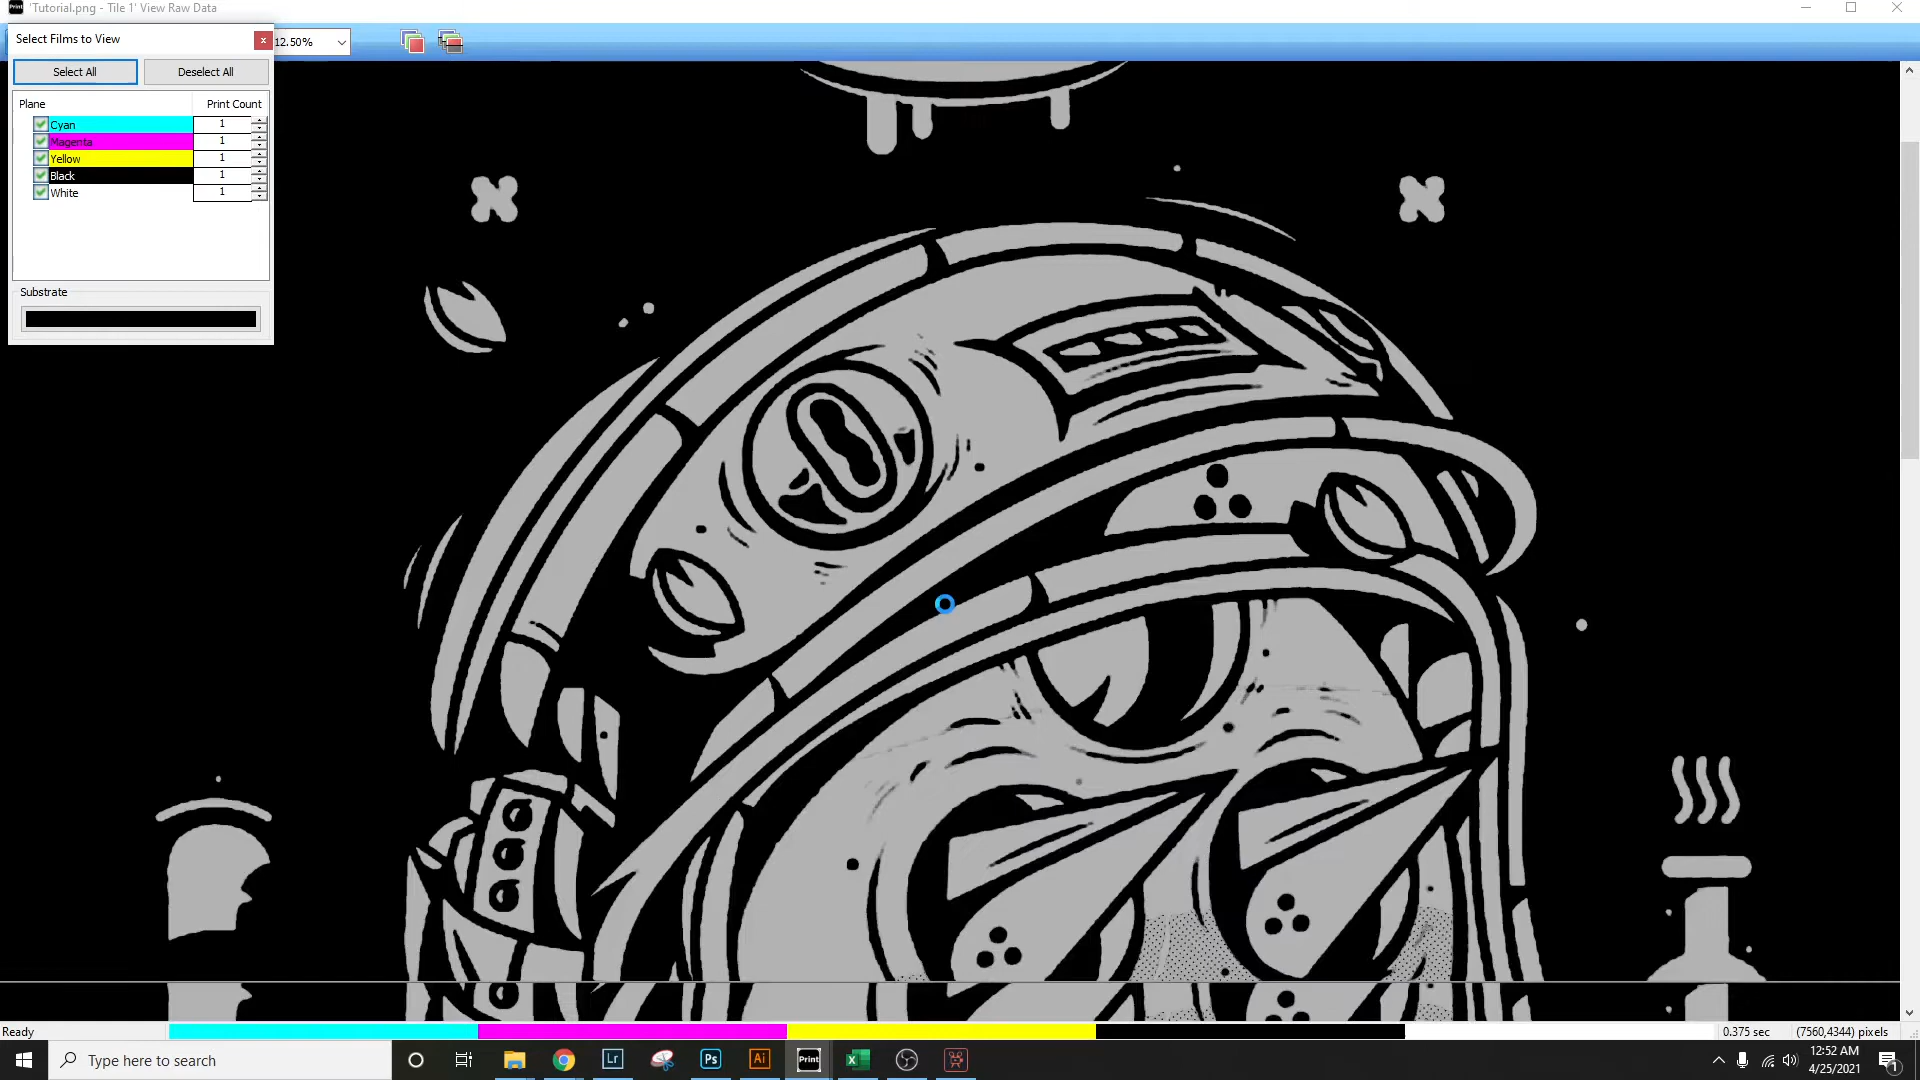 Print
'Tutorial.png - Tile 1' View Raw Data
Select Films to View
x
12.50%
Select All
Deselect All
Plane
Print Count
Cyan
1
Magenta
1
Yellow
1
Black
1
White
1
Substrate
Ready
0.375 sec
(7560,4344) pixels
Type here to search
Lr
Ps
Ai
Print
12:52 AM
4/25/2021
1